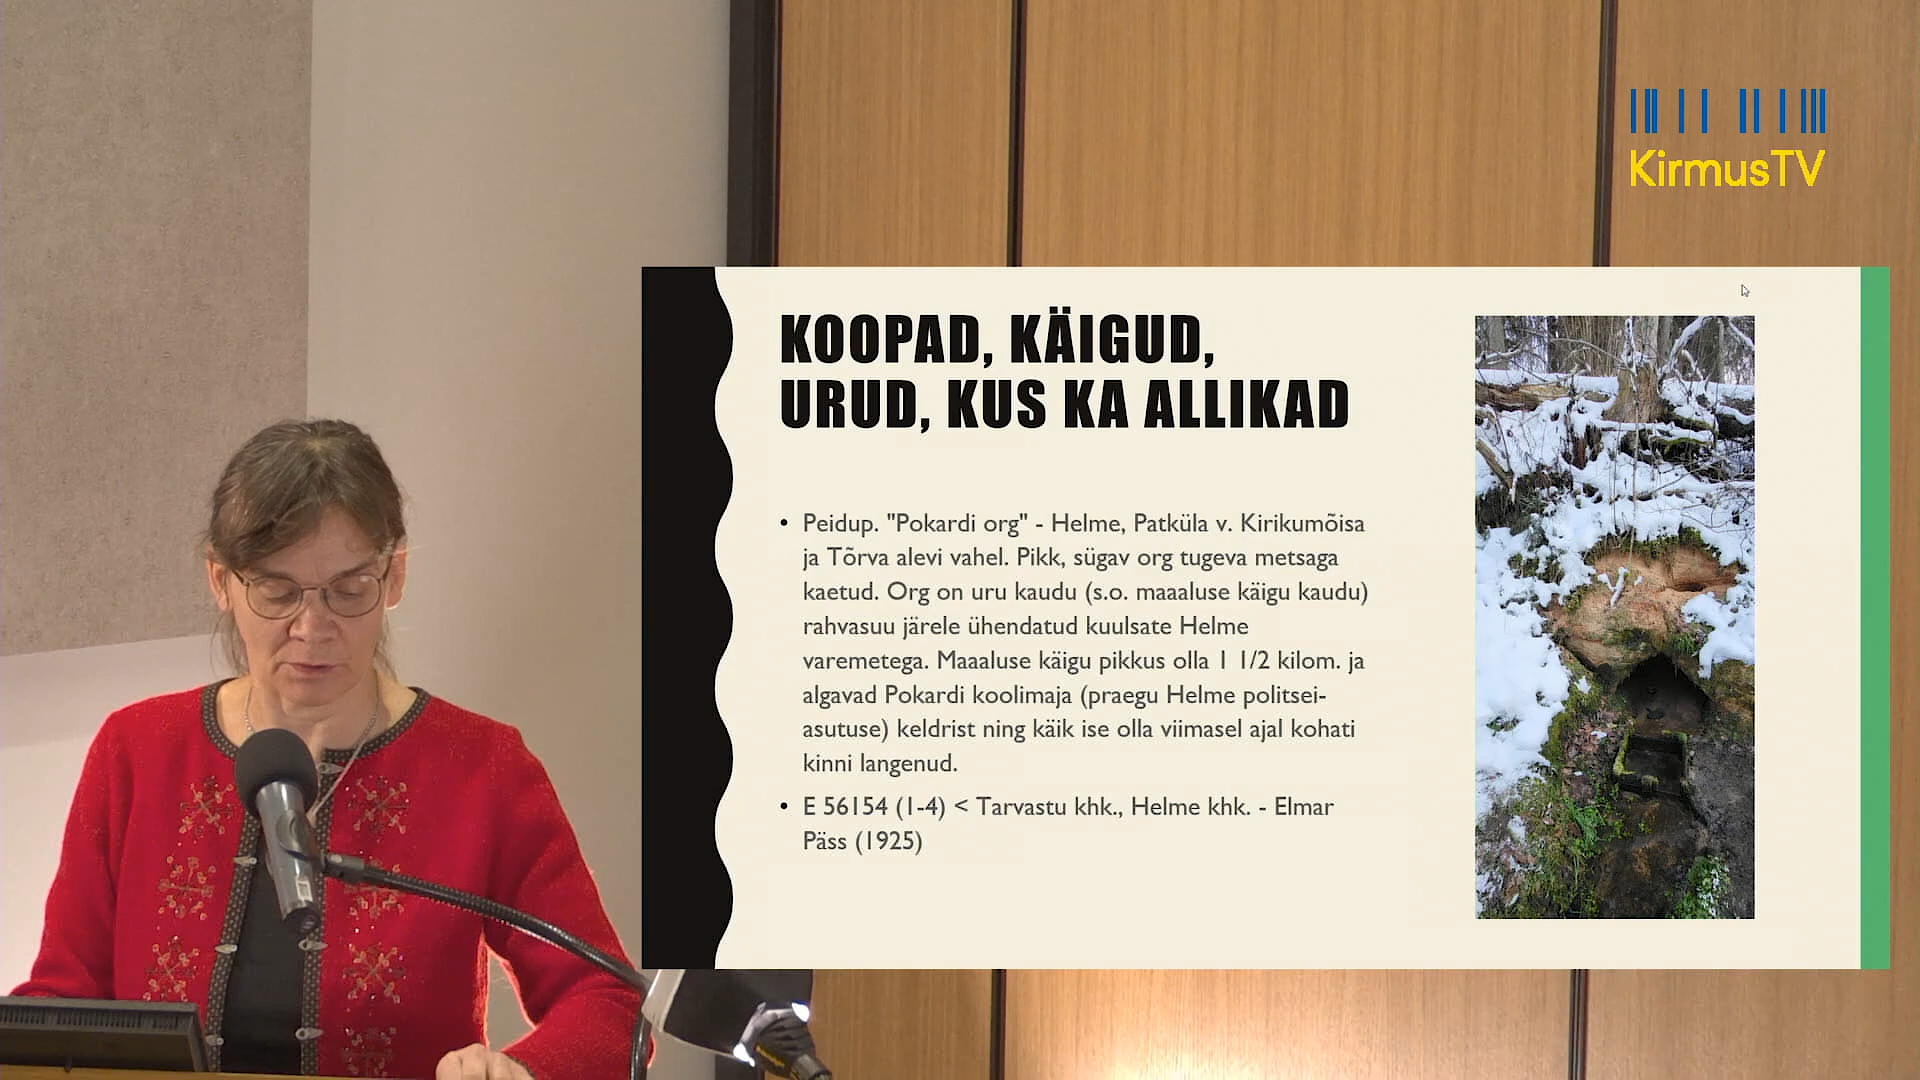 KirmusTV
KOOPAD, KÄIGUD,
URUD, KUS KA ALLIKAD
• Peidup. "Pokardi org" - Helme, Patküla v. Kirikumõisa
ja Tõrva alevi vahel. Pikk, sügav org tugeva metsaga
kaetud. Org on uru kaudu (s.o. maaaluse käigu kaudu)
rahvasuu järele ühendatud kuulsate Helme
varemetega. Maaaluse käigu pikkus olla 1 1/2 kilom. ja
algavad Pokardi koolimaja (praegu Helme politsei-
asutuse) keldrist ning käik ise olla viimasel ajal kohati
kinni langenud.
• E 56154 (1-4) < Tarvastu khk., Helme khk. - Elmar
Päss (1925)